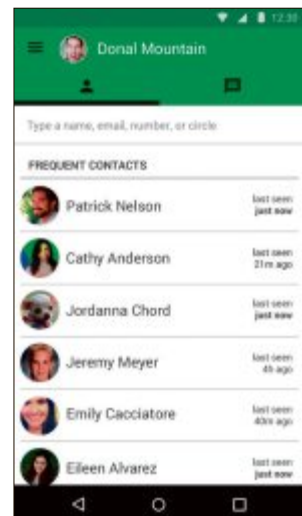 12:30
Donal Mountain
Type a name, email, number, or circle
FREQUENT CONTACTS
Patrick Nelson
last seen
just now
Cathy Anderson
last seen
21m ago
Jordanna Chord
last seen
just now
Jeremy Meyer
last seen
4h ago
Emily Cacciatore
last seen
40m ago
Eileen Alvarez
last seen
just now